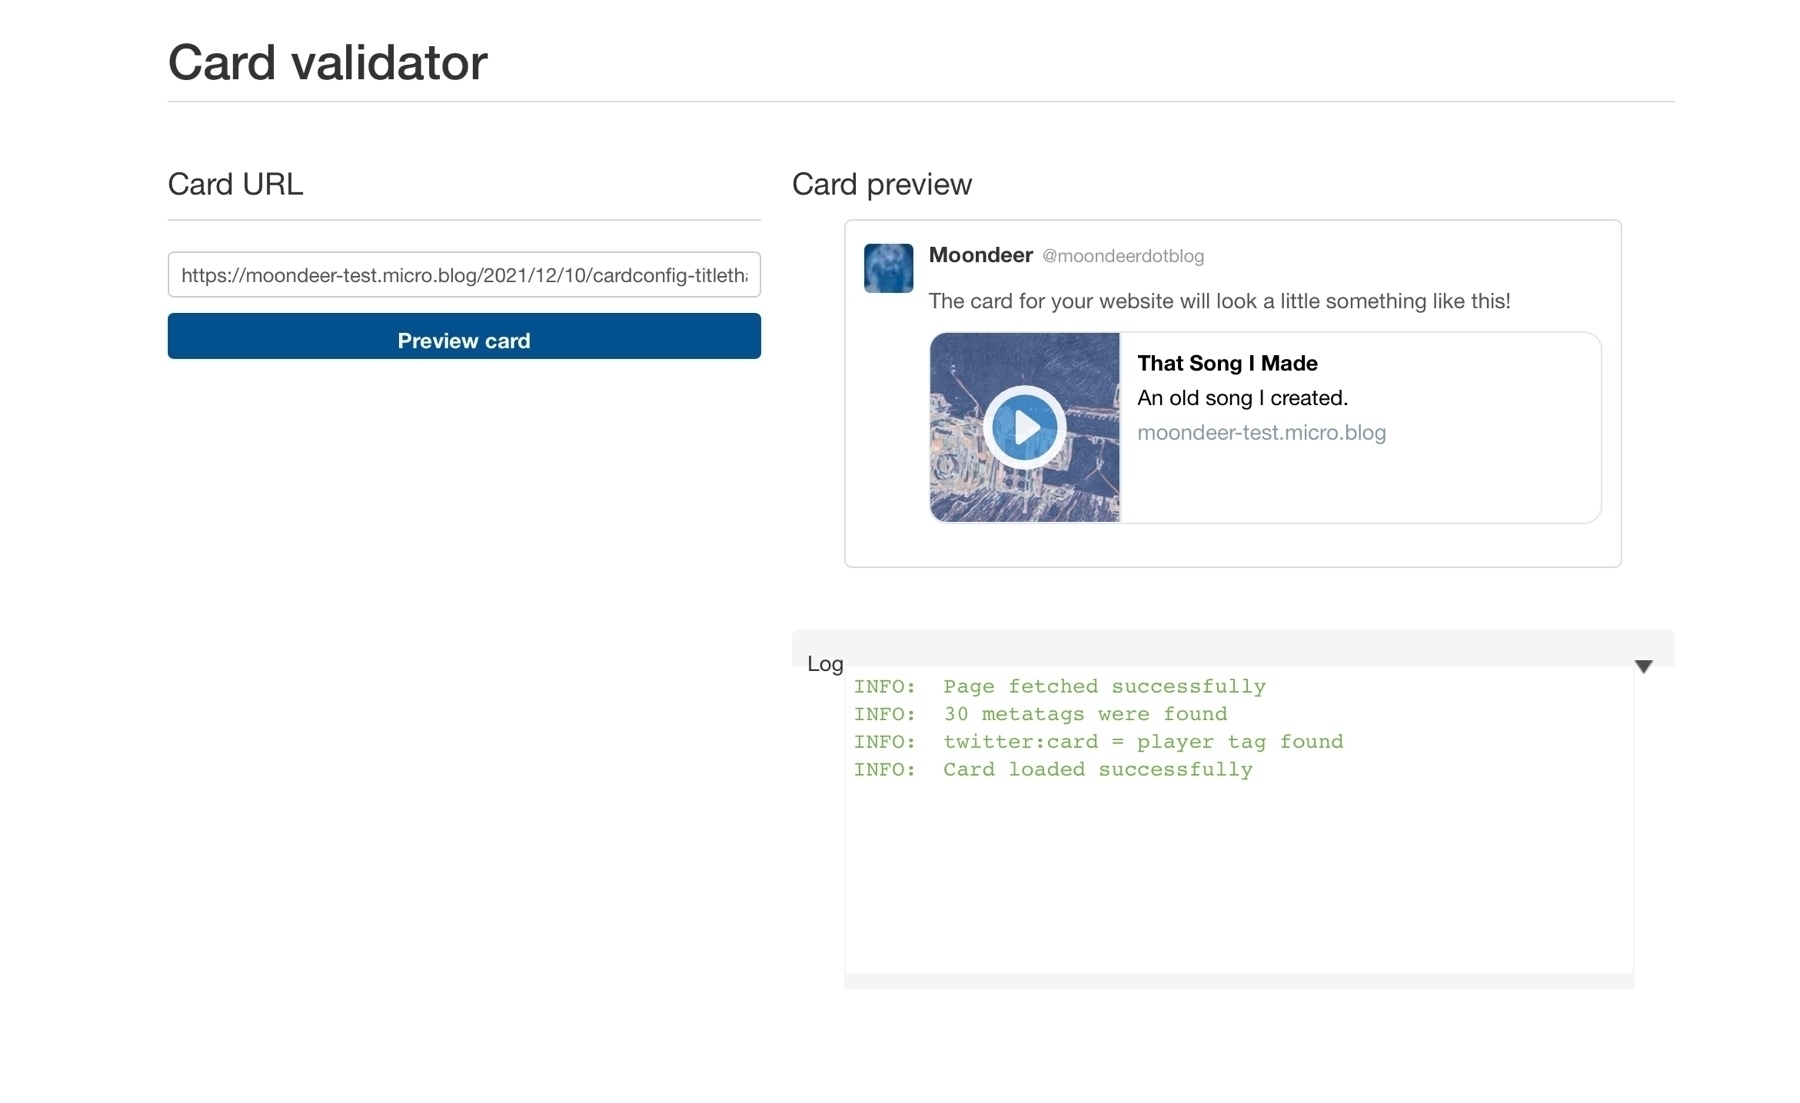 Card validator
Card URL
https://moondeer-test.micro.blog/2021/12/10/cardconfig-titleth
Preview card
Card preview
Moondeer @moondeerdotblog
The card for your website will look a little something like this!
That Song I Made
An old song I created.
moondeer-test.micro.blog
Log
INFO: Page fetched successfully
INFO: 30 metatags were found
INFO: twitter:card = player tag found
INFO: Card loaded successfully